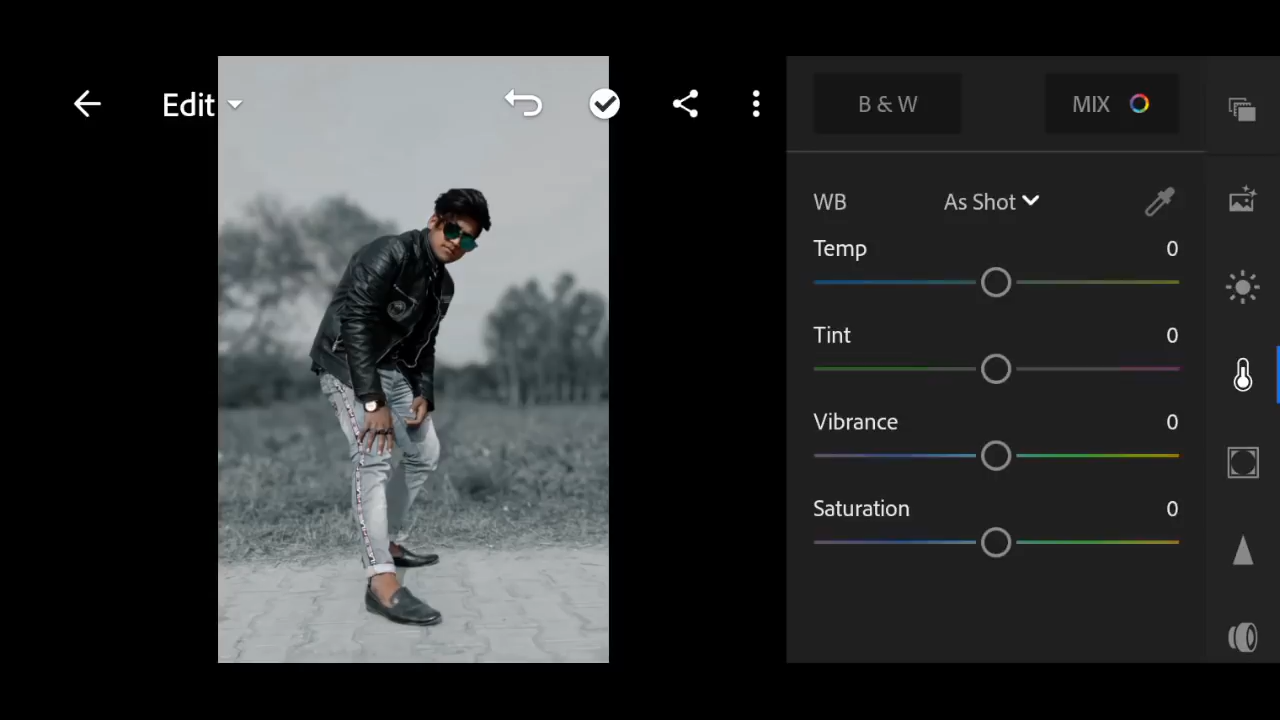 Edit
B & W
MIX
WB
As Shot
Temp
0
Tint
0
Vibrance
0
Saturation
0